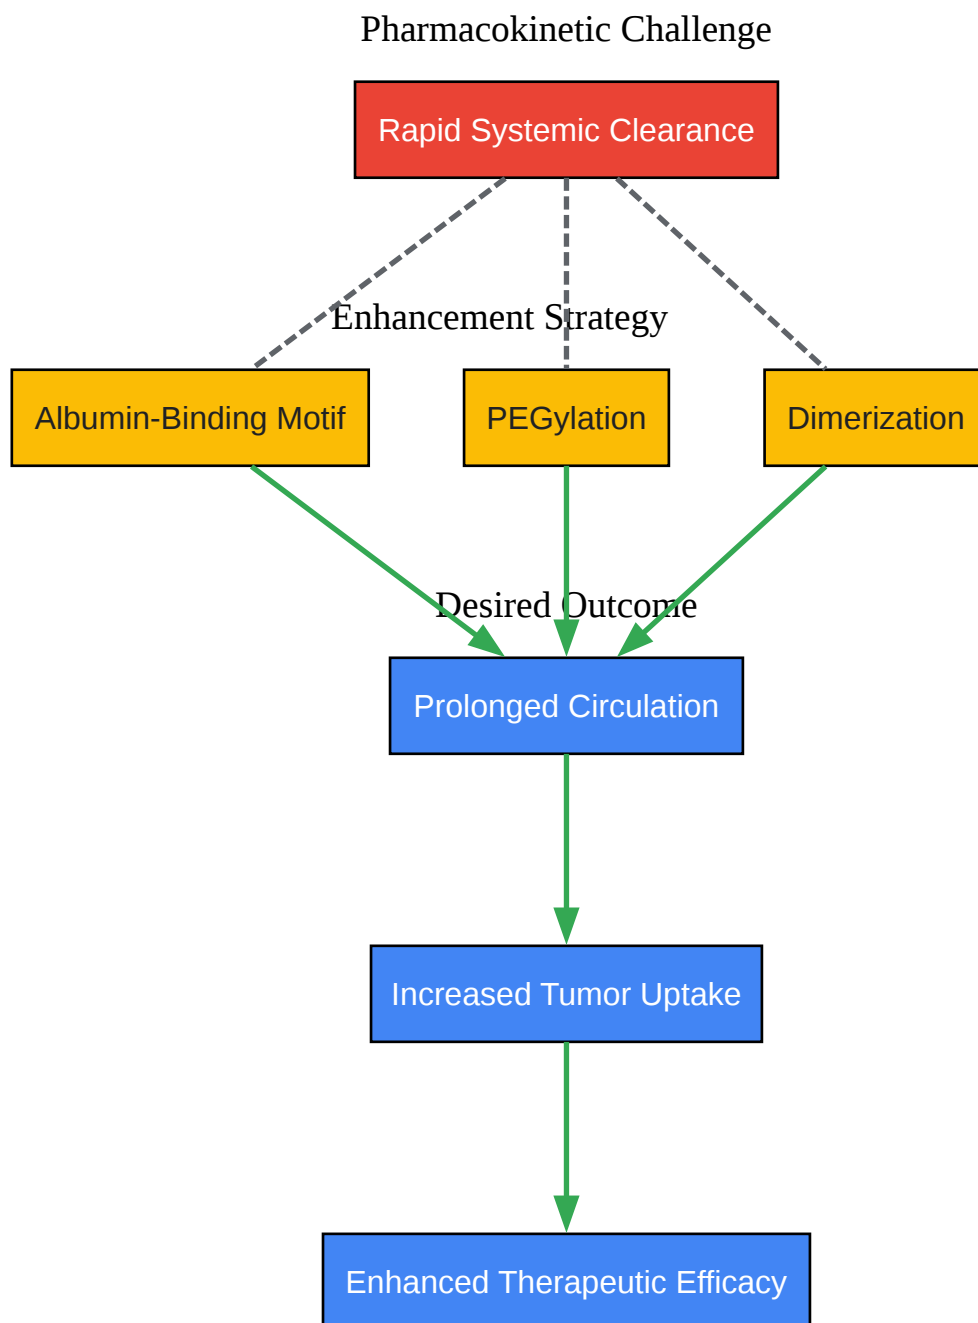 Pharmacokinetic Challenge
Rapid Systemic Clearance
Enhancement Strategy
Albumin-Binding Motif
PEGylation
Dimerization
Desired Outcome
Prolonged Circulation
Increased Tumor Uptake
Enhanced Therapeutic Efficacy